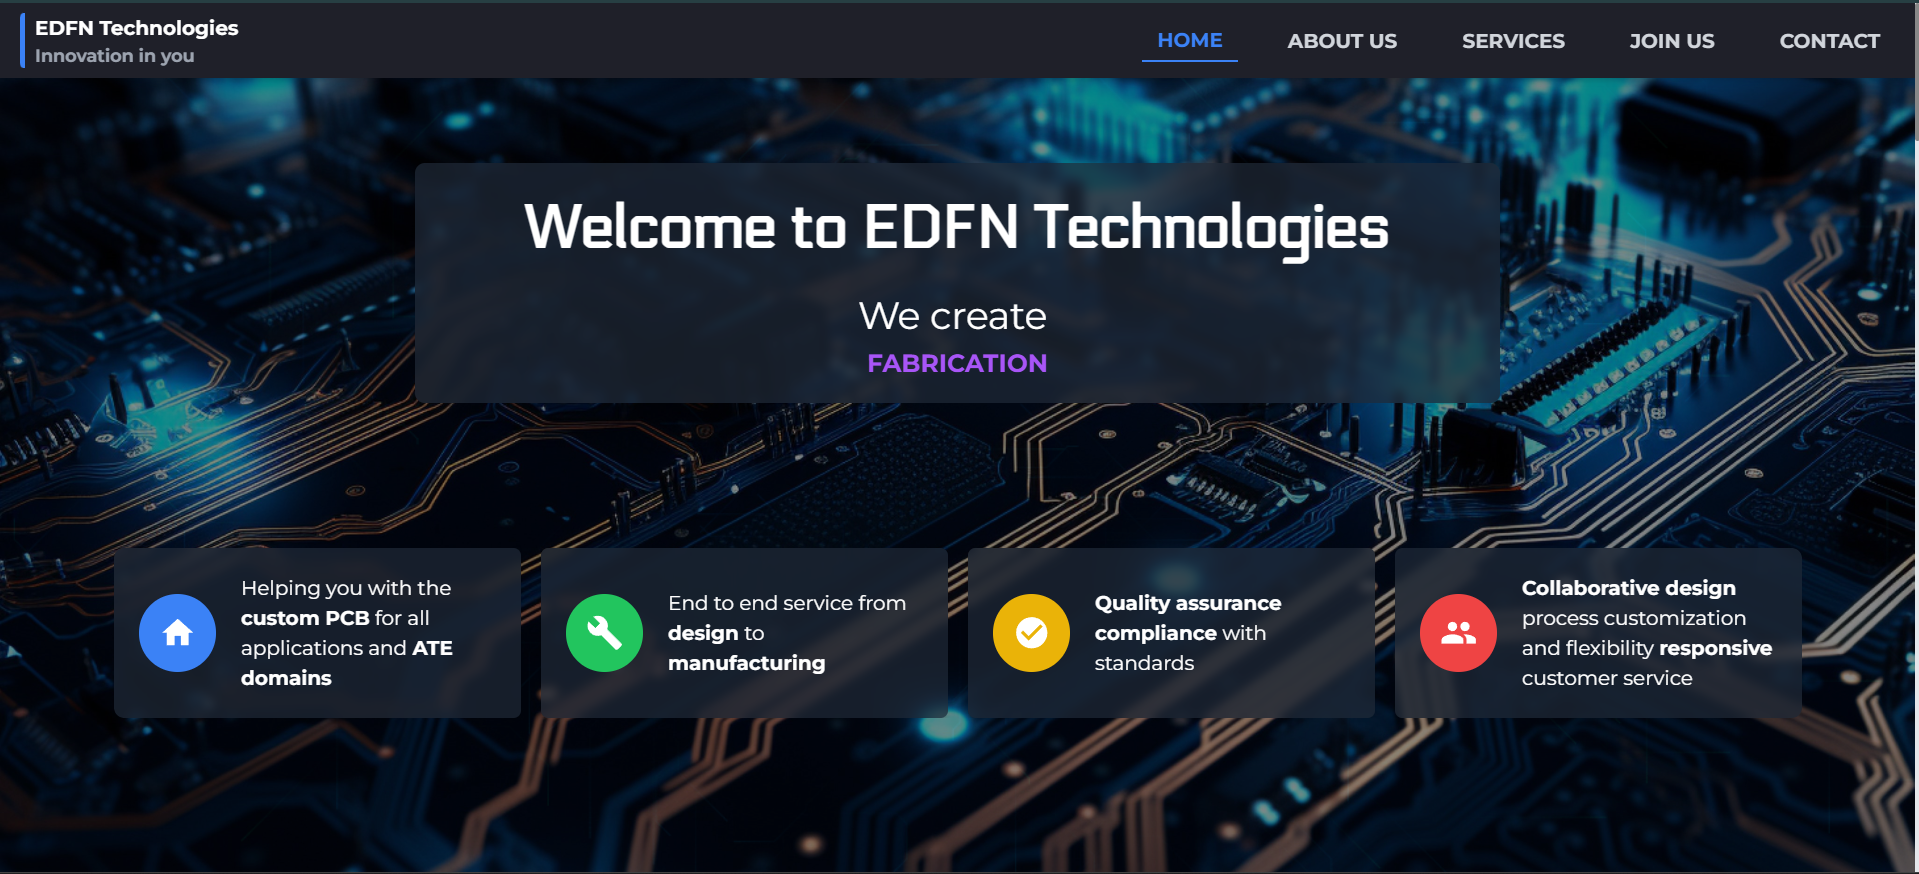 EDFN Technologies
Innovation in you
HOME
ABOUT US
SERVICES
JOIN US
CONTACT
Welcome to EDFN Technologies
We create
FABRICATION
Helping you with the
custom PCB for all
applications and ATE
domains
End to end service from
design to
manufacturing
Quality assurance
compliance with
standards
Collaborative design
process customization
and flexibility responsive
customer service